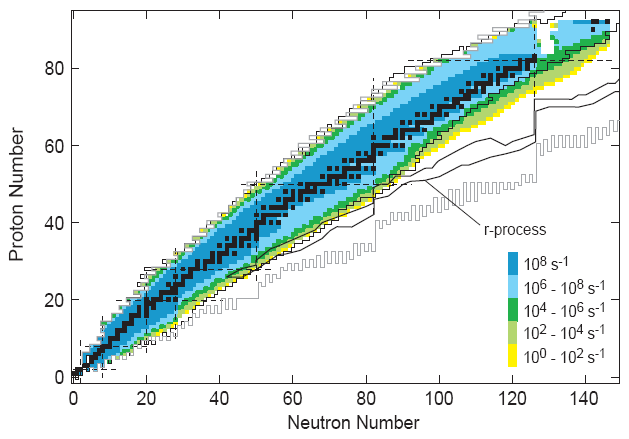 80
60
40
20
0
Proton Number
0
20
40
60
80
100
120
140
Neutron Number
r-process
10⁸ s⁻¹
10⁶ - 10⁸ s⁻¹
10⁴ - 10⁶ s⁻¹
10² - 10⁴ s⁻¹
10⁰ - 10² s⁻¹